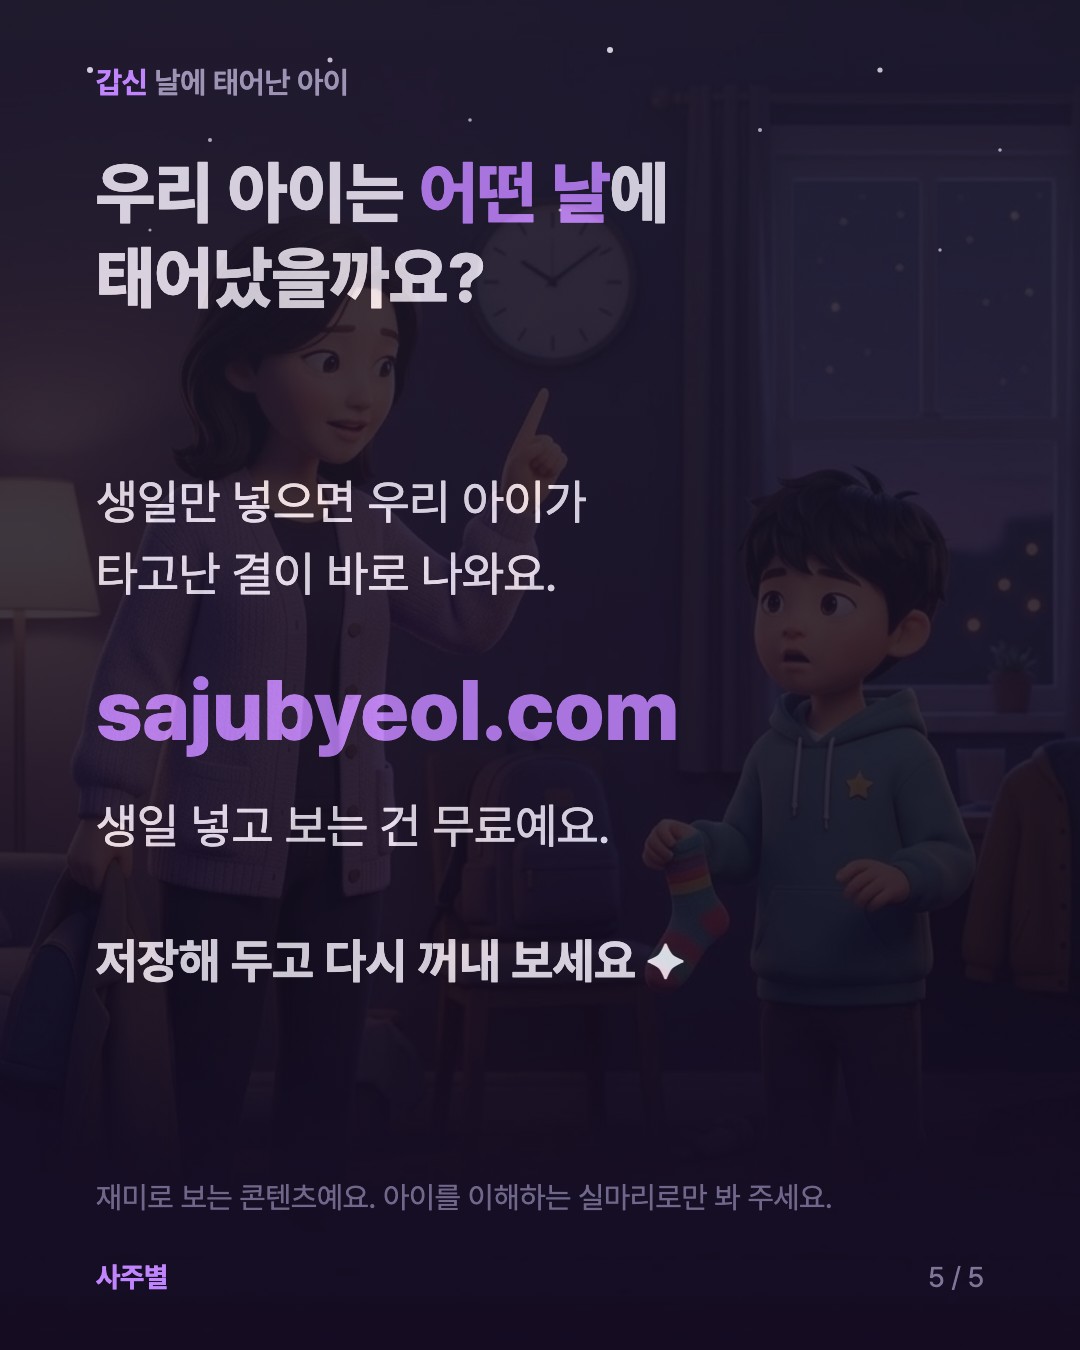 갑신 날에 태어난 아이
우리 아이는 어떤 날에
태어났을까요?
생일만 넣으면 우리 아이가
타고난 결이 바로 나와요.
sajubyeol.com
생일 넣고 보는 건 무료예요.
저장해 두고 다시 꺼내 보세요 ✦
재미로 보는 콘텐츠예요. 아이를 이해하는 실마리로만 봐 주세요.
사주별
5 / 5